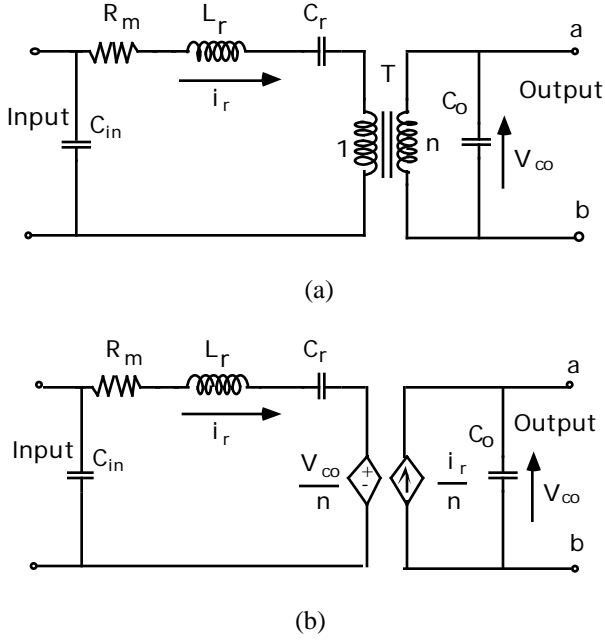 R_m L_r C_r a
i_r T
Input C_in 1 n C_o Output
V_co
b
(a)
R_m L_r C_r a
i_r
Input C_in V_co/n i_r/n C_o Output
+
-
V_co
b
(b)